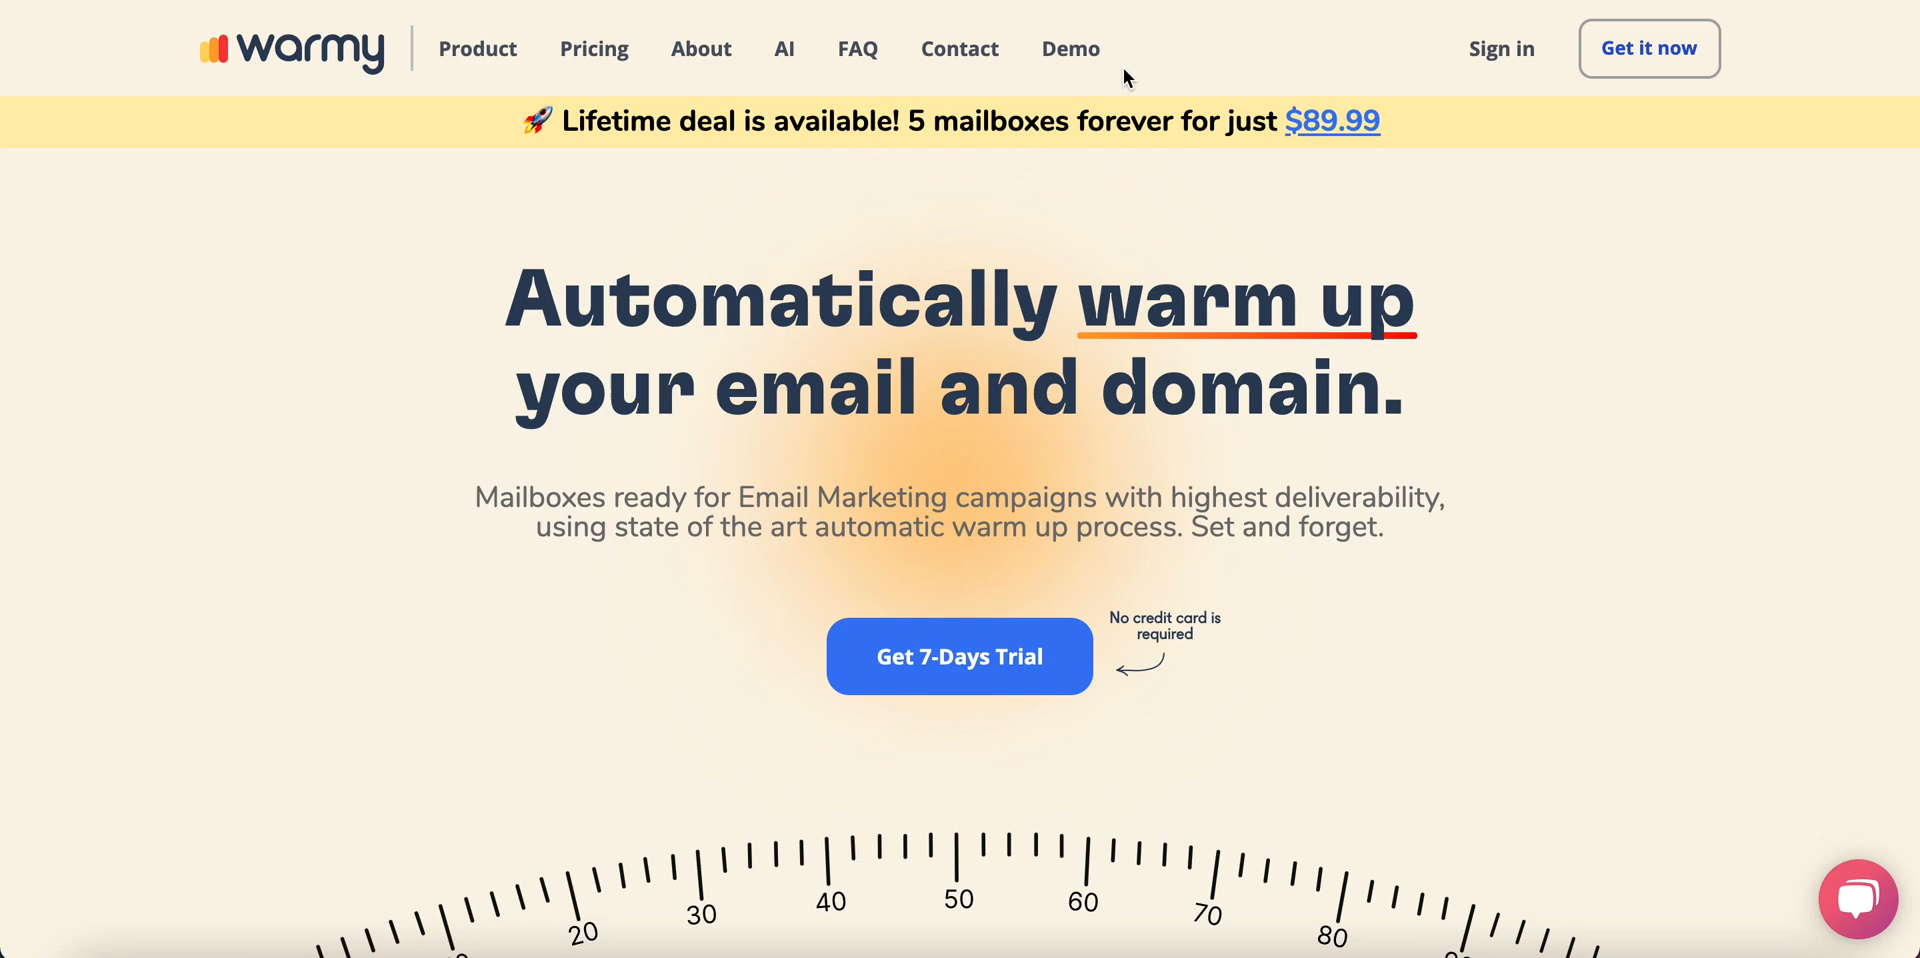 warmy
Product Pricing About AI FAQ Contact Demo Sign in Get it now
🚀 Lifetime deal is available! 5 mailboxes forever for just $89.99
Automatically warm up
your email and domain.
Mailboxes ready for Email Marketing campaigns with highest deliverability,
using state of the art automatic warm up process. Set and forget.
No credit card is
required
Get 7-Days Trial
20 30 40 50 60 70 80